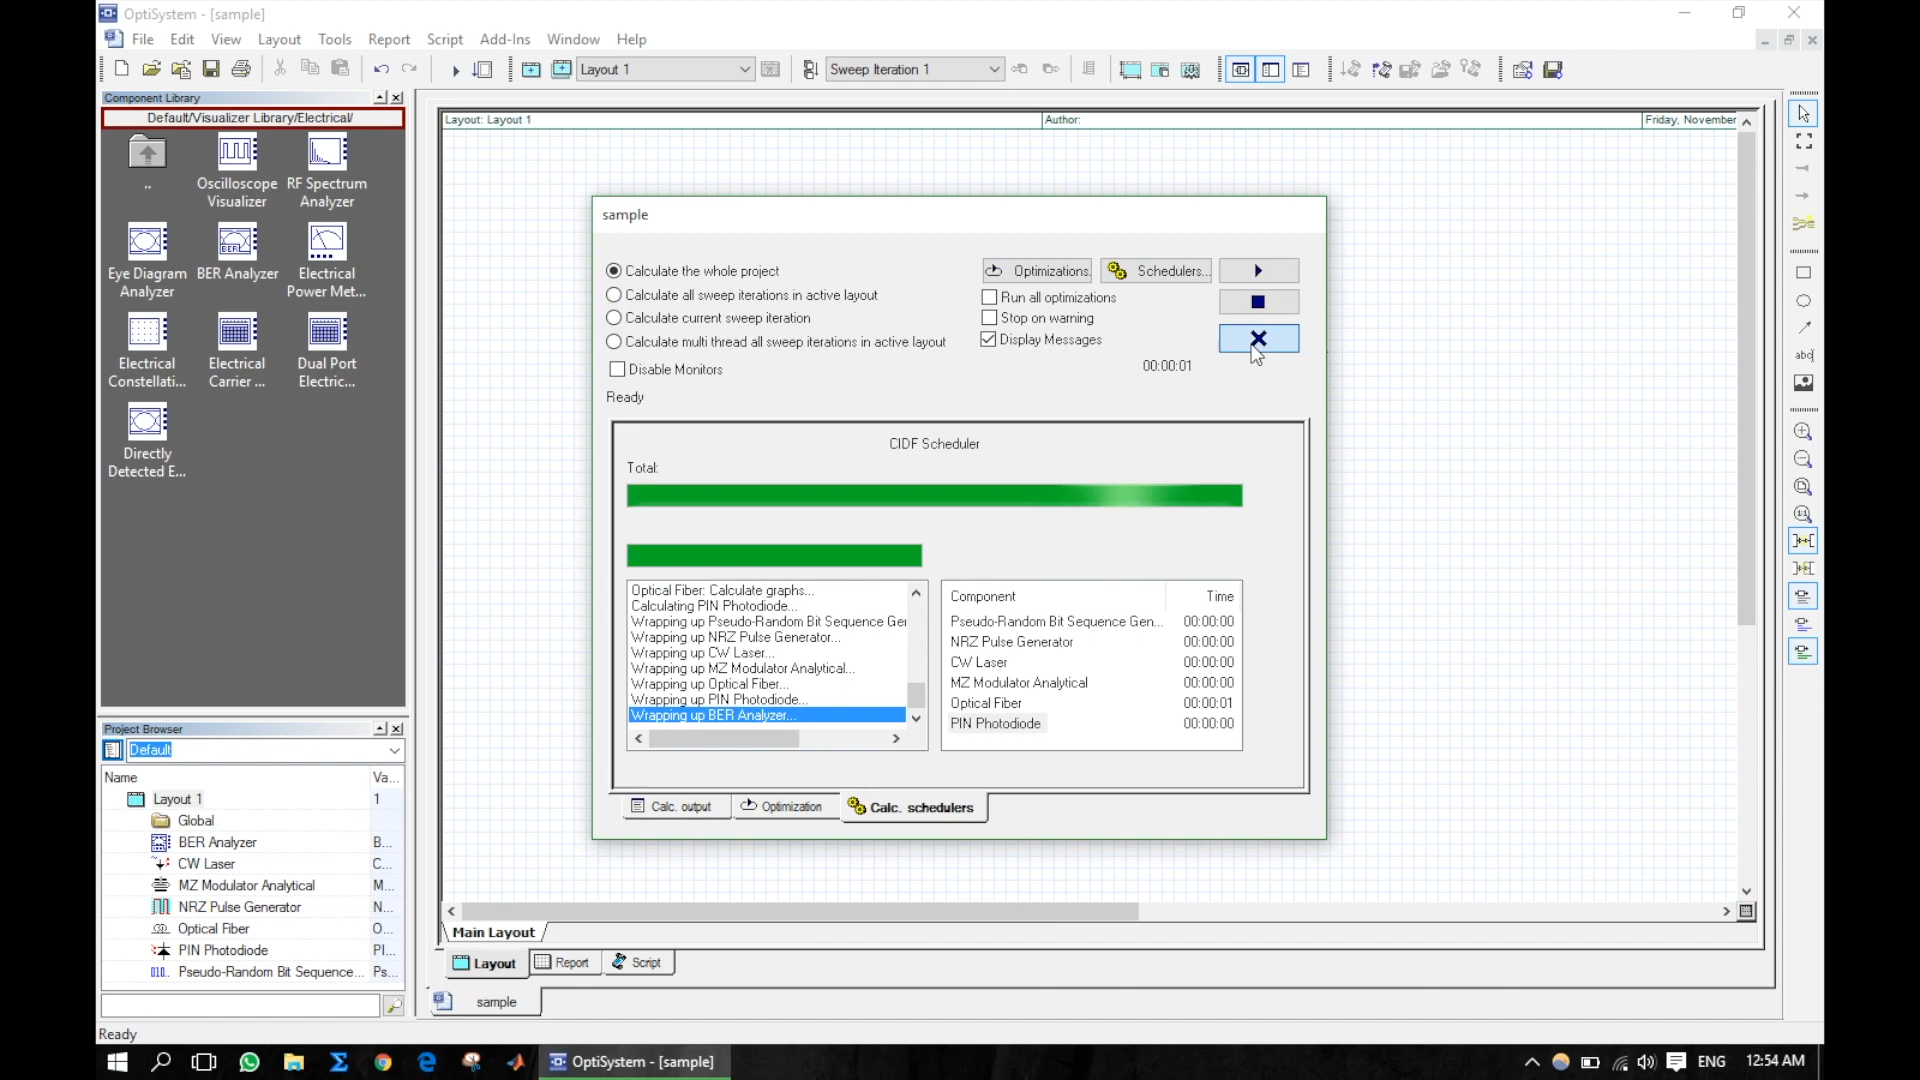 OptiSystem - [sample]
File Edit View Layout Tools Report Script Add-Ins Window Help
Layout 1
Sweep Iteration 1
Component Library
Default/Visualizer Library/Electrical/
..
Oscilloscope Visualizer
RF Spectrum Analyzer
Eye Diagram Analyzer
BER Analyzer
Electrical Power Met...
Electrical Constellati...
Electrical Carrier ...
Dual Port Electric...
Directly Detected E...
Layout: Layout 1
Author:
Friday, November
sample
Calculate the whole project
Calculate all sweep iterations in active layout
Calculate current sweep iteration
Calculate multi thread all sweep iterations in active layout
Disable Monitors
Ready
Optimizations.
Schedulers...
Run all optimizations
Stop on warning
Display Messages
00:00:01
CIDF Scheduler
Total:
Optical Fiber: Calculate graphs...
Calculating PIN Photodiode...
Wrapping up Pseudo-Random Bit Sequence Ger
Wrapping up NRZ Pulse Generator...
Wrapping up CW Laser...
Wrapping up MZ Modulator Analytical...
Wrapping up Optical Fiber...
Wrapping up PIN Photodiode...
Wrapping up BER Analyzer...
Component Time
Pseudo-Random Bit Sequence Gen... 00:00:00
NRZ Pulse Generator 00:00:00
CW Laser 00:00:00
MZ Modulator Analytical 00:00:00
Optical Fiber 00:00:01
PIN Photodiode 00:00:00
Calc. output
Optimization
Calc. schedulers
Project Browser
Default
Name Va...
Layout 1 1
Global
BER Analyzer B...
CW Laser C...
MZ Modulator Analytical M...
NRZ Pulse Generator N...
Optical Fiber O...
PIN Photodiode PI...
Pseudo-Random Bit Sequence... Ps...
Main Layout
Layout Report Script
sample
Ready
OptiSystem - [sample]
ENG
12:54 AM